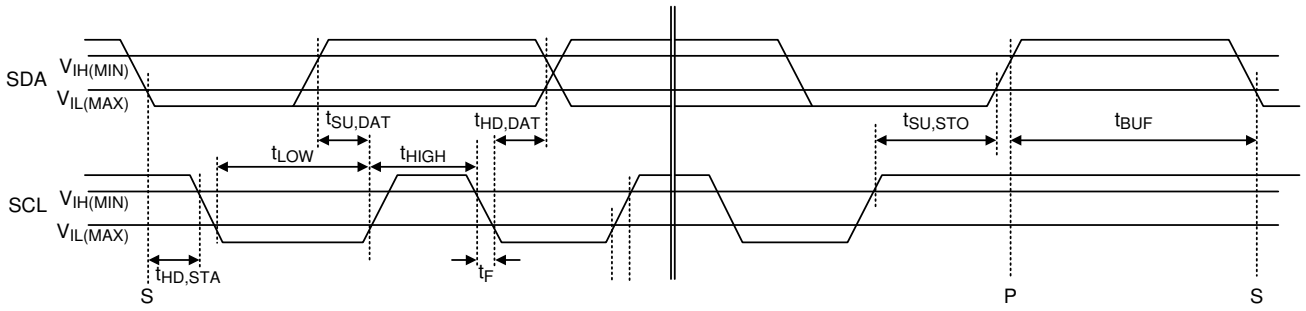 SDA
VIH(MIN)
VIL(MAX)
tSU,DAT
tHD,DAT
tSU,STO
tBUF
tLOW
tHIGH
SCL
VIH(MIN)
VIL(MAX)
tHD,STA
tF
S
P
S